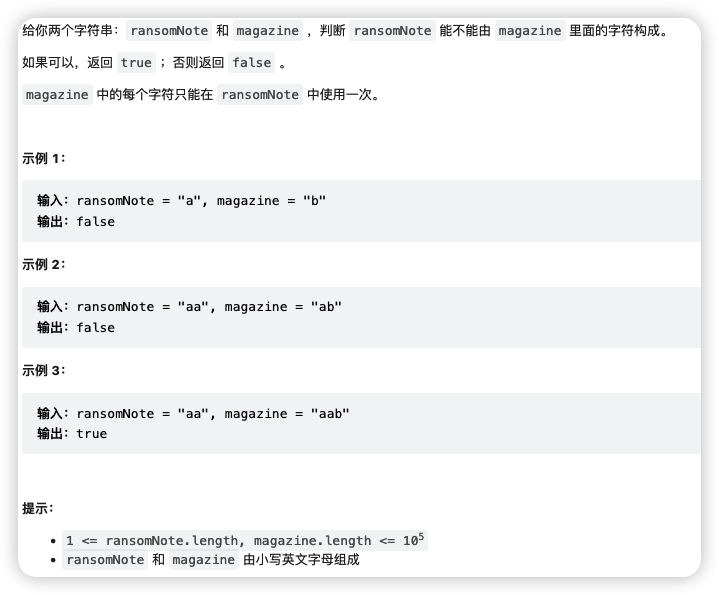 给你两个字符串：ransomNote 和 magazine ，判断 ransomNote 能不能由 magazine 里面的字符构成。
如果可以，返回 true ；否则返回 false 。
magazine 中的每个字符只能在 ransomNote 中使用一次。
示例 1：
输入：ransomNote = "a", magazine = "b"
输出：false
示例 2：
输入：ransomNote = "aa", magazine = "ab"
输出：false
示例 3：
输入：ransomNote = "aa", magazine = "aab"
输出：true
提示：
• 1 <= ransomNote.length, magazine.length <= 10⁵
• ransomNote 和 magazine 由小写英文字母组成